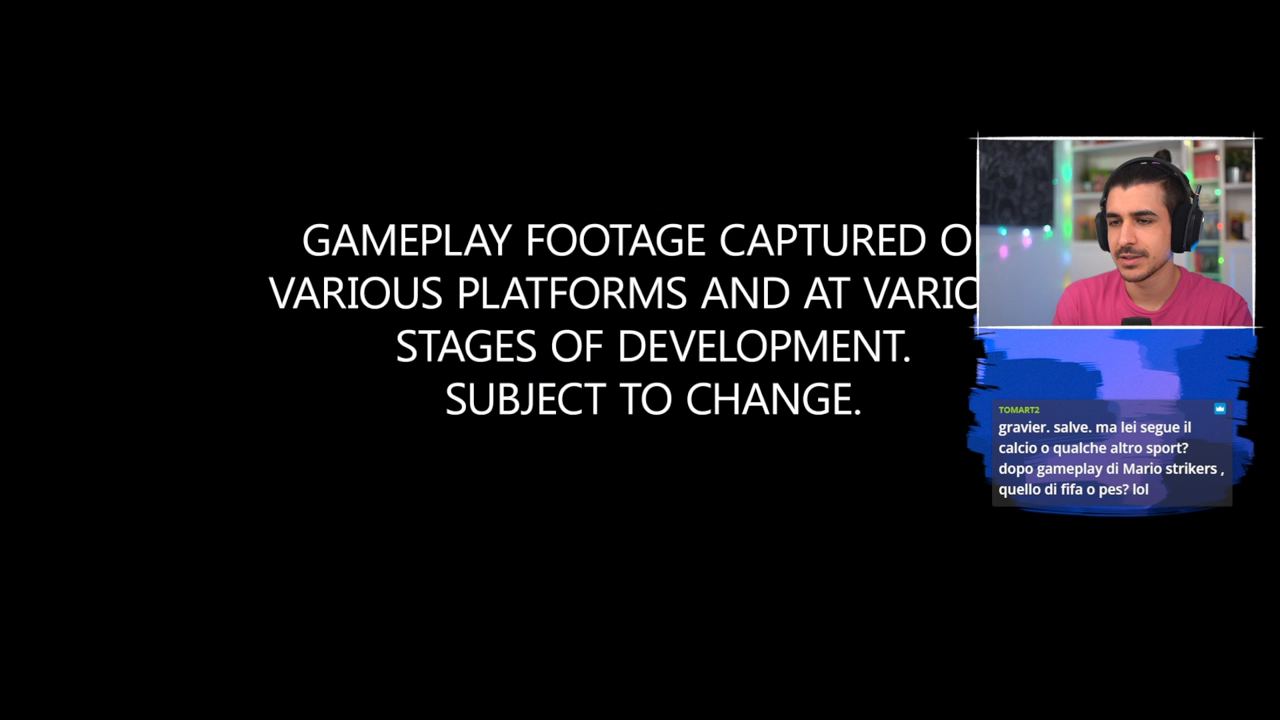 GAMEPLAY FOOTAGE CAPTURED O
VARIOUS PLATFORMS AND AT VARIO
STAGES OF DEVELOPMENT.
SUBJECT TO CHANGE.
TOMART2
gravier. salve. ma lei segue il
calcio o qualche altro sport?
dopo gameplay di Mario strikers ,
quello di fifa o pes? lol